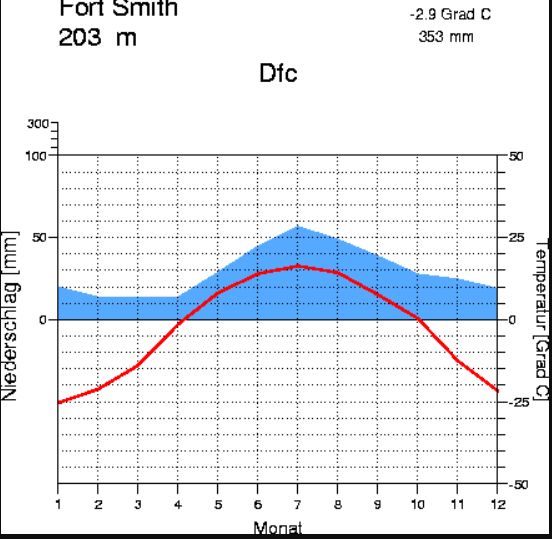 Fort Smith
203 m
-2.9 Grad C
353 mm
Dfc
300
100
50
0
50
25
0
-25
-50
Niederschlag [mm]
Temperatur [Grad C]
1 2 3 4 5 6 7 8 9 10 11 12
Monat